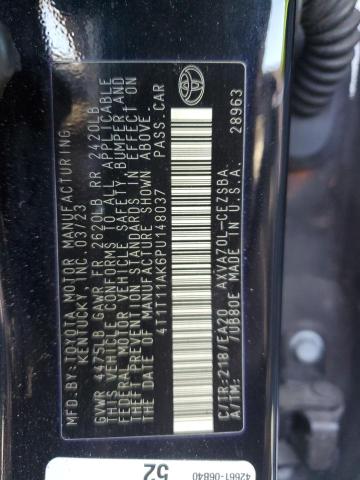 MFD.BY:TOYOTA MOTOR MANUFACTURING,
KENTUCKY,INC. 03/23
GVWR 4475LB GAWR FR 2620LB RR 2420LB
THIS VEHICLE CONFORMS TO ALL APPLICABLE
FEDERAL MOTOR VEHICLE SAFETY,BUMPER,AND
THEFT PREVENTION STANDARDS IN EFFECT ON
THE DATE OF MANUFACTURE SHOWN ABOVE.
4T1T11AK6PU148037 PASS.CAR
C/TR:218/EA20 AXVA70L-CEZSBA
A/TM: /UB80E MADE IN U.S.A. 28963
42661-06B40
52